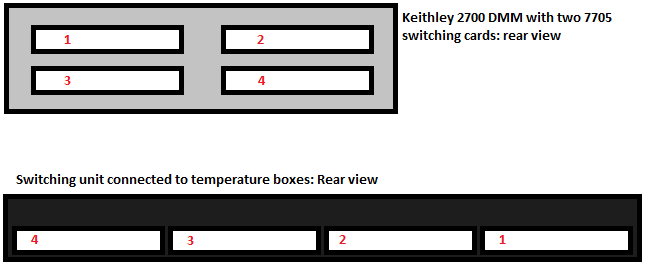 Keithley 2700 DMM with two 7705
switching cards: rear view
1 2
3 4
Switching unit connected to temperature boxes: Rear view
4 3 2 1